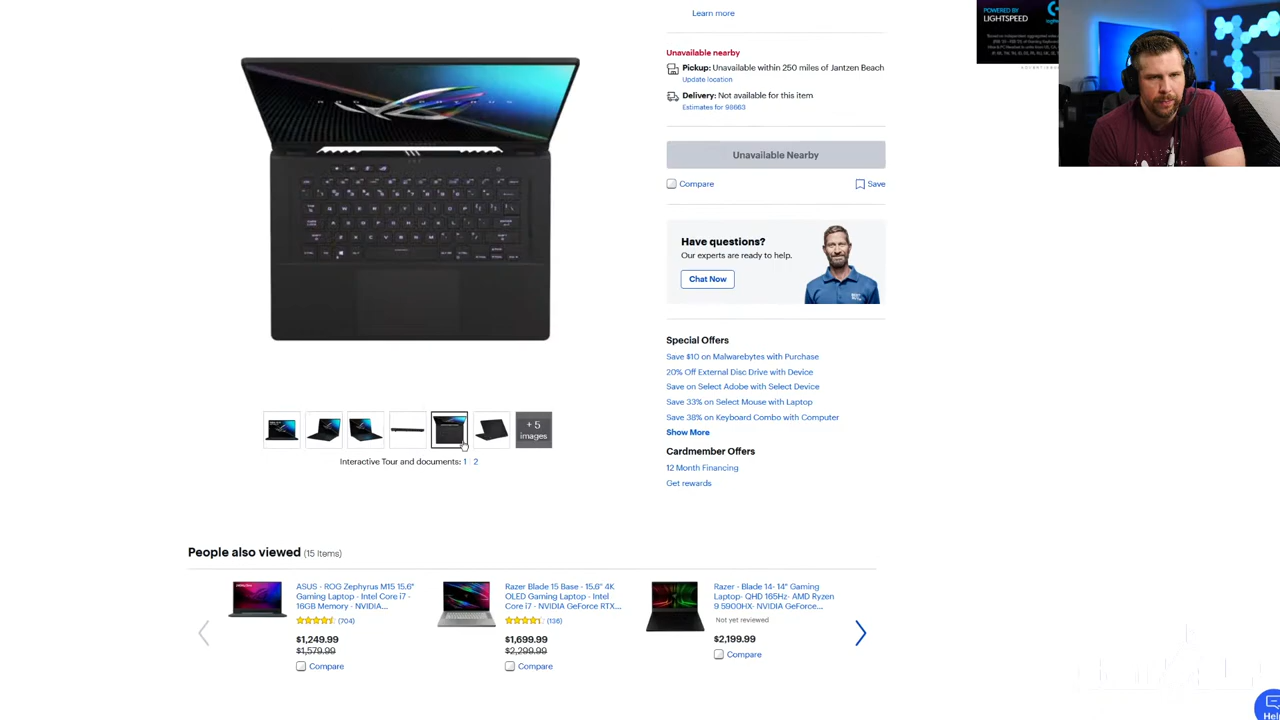 Learn more
POWERED BY
LIGHTSPEED
Unavailable nearby
Pickup: Unavailable within 250 miles of Jantzen Beach
Update location
Delivery: Not available for this item
Estimates for 98663
Unavailable Nearby
Compare
Save
Have questions?
Our experts are ready to help.
Chat Now
Special Offers
Save $10 on Malwarebytes with Purchase
20% Off External Disc Drive with Device
Save on Select Adobe with Select Device
Save 33% on Select Mouse with Laptop
Save 38% on Keyboard Combo with Computer
Show More
Cardmember Offers
12 Month Financing
Get rewards
+ 5
images
Interactive Tour and documents: 1 2
People also viewed (15 Items)
ASUS - ROG Zephyrus M15 15.6"
Gaming Laptop - Intel Core i7 -
16GB Memory - NVIDIA...
(704)
$1,249.99
$1,579.99
Compare
Razer Blade 15 Base - 15.6" 4K
OLED Gaming Laptop - Intel
Core i7 - NVIDIA GeForce RTX...
(136)
$1,699.99
$2,299.99
Compare
Razer - Blade 14- 14" Gaming
Laptop- QHD 165Hz- AMD Ryzen
9 5900HX- NVIDIA GeForce...
Not yet reviewed
$2,199.99
Compare